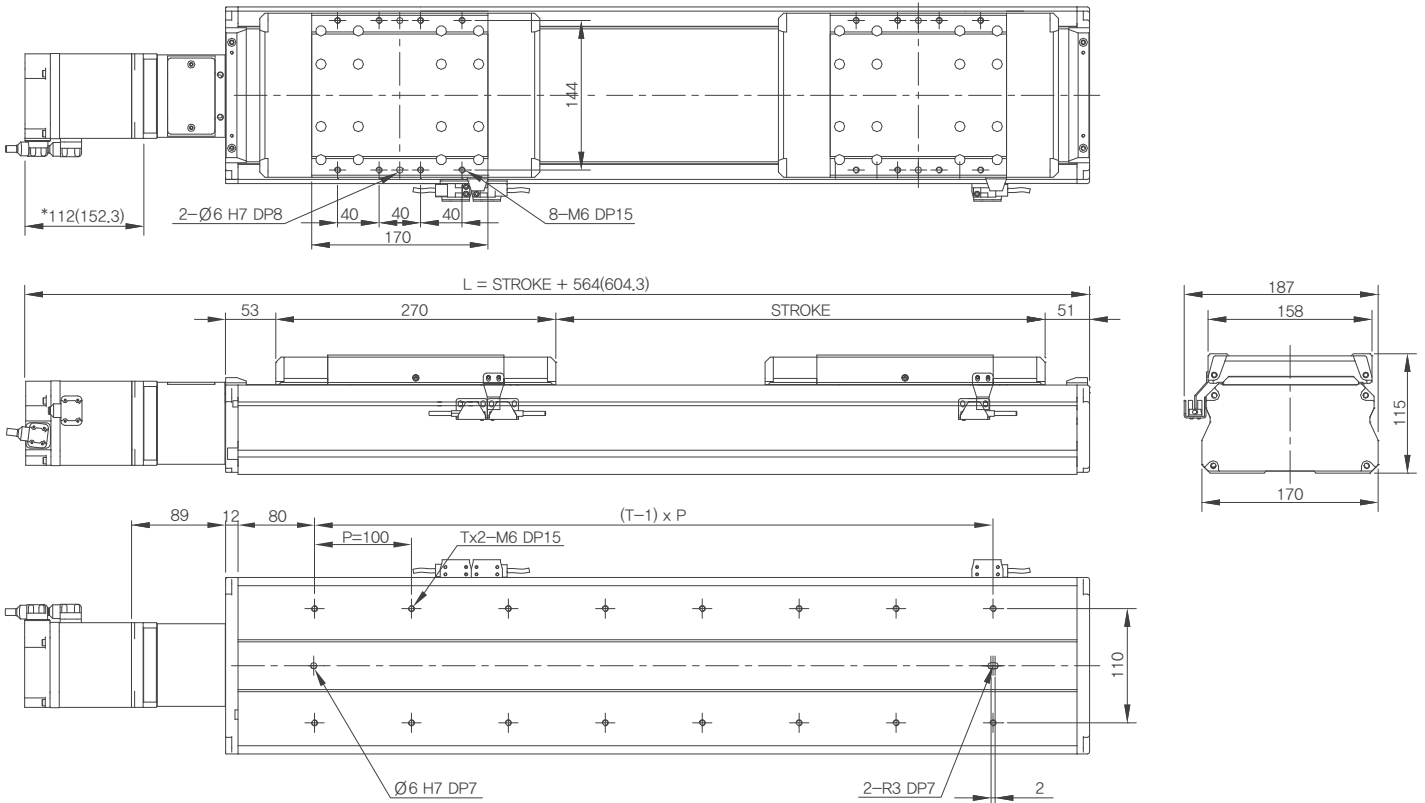 144
*112(152.3)
2-Ø6 H7 DP8
40
40
40
8-M6 DP15
170
L = STROKE + 564(604.3)
53
270
STROKE
51
187
158
115
170
89
12
80
(T-1) x P
P=100
Tx2-M6 DP15
110
Ø6 H7 DP7
2-R3 DP7
2